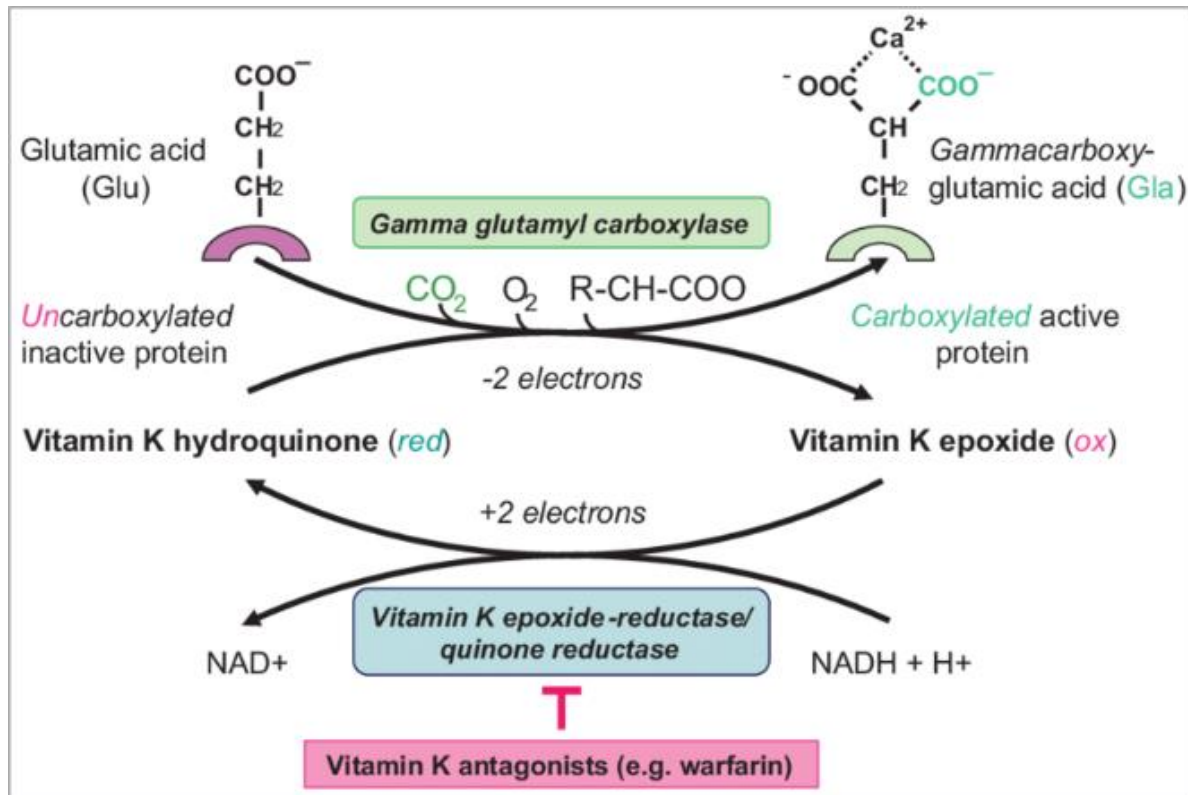 Ca2+
COO–
-OOC COO–
CH2
CH
Glutamic acid
(Glu)
CH2
CH2
Gammacarboxy-
glutamic acid (Gla)
Gamma glutamyl carboxylase
CO2 O2 R-CH-COO
Uncarboxylated
inactive protein
Carboxylated active
protein
-2 electrons
Vitamin K hydroquinone (red)
Vitamin K epoxide (ox)
+2 electrons
Vitamin K epoxide-reductase/
quinone reductase
NAD+
NADH + H+
Vitamin K antagonists (e.g. warfarin)